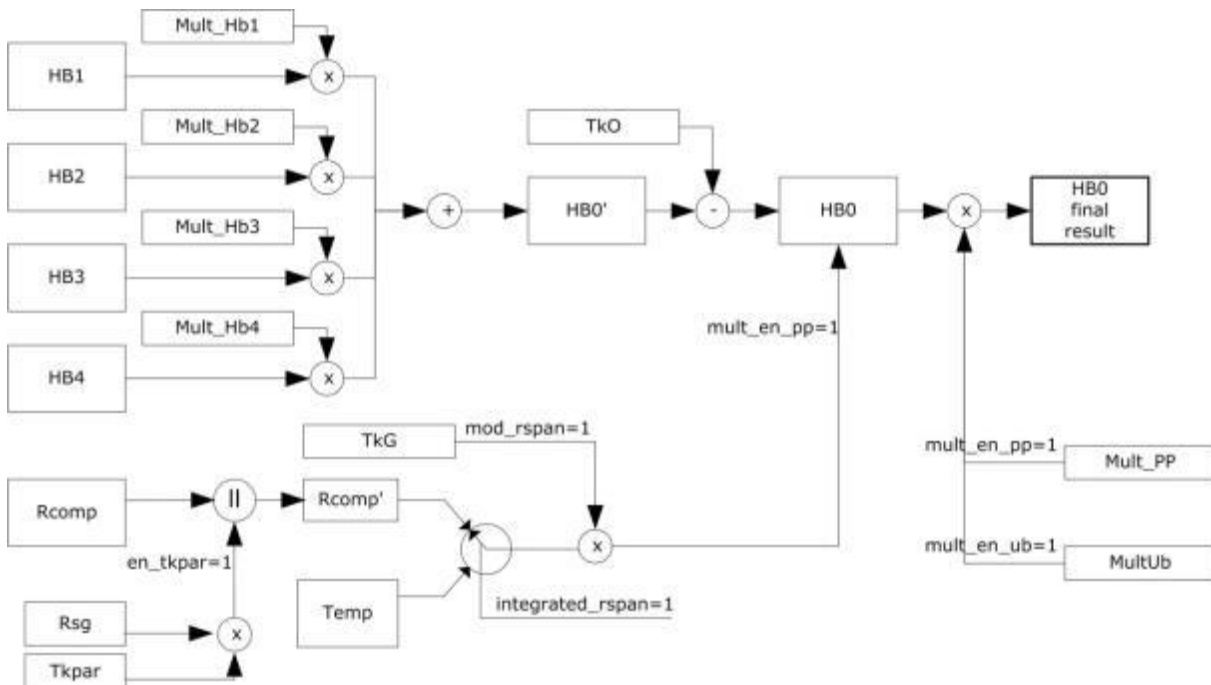 Mult_Hb1
HB1
x
Mult_Hb2
TkO
HB2
x
+
HB0'
-
HB0
x
HB0
final
result
Mult_Hb3
HB3
x
Mult_Hb4
mult_en_pp=1
HB4
x
TkG
mod_rspan=1
mult_en_pp=1
Mult_PP
Rcomp
||
Rcomp'
x
en_tkpar=1
mult_en_ub=1
MultUb
Temp
integrated_rspan=1
Rsg
x
Tkpar